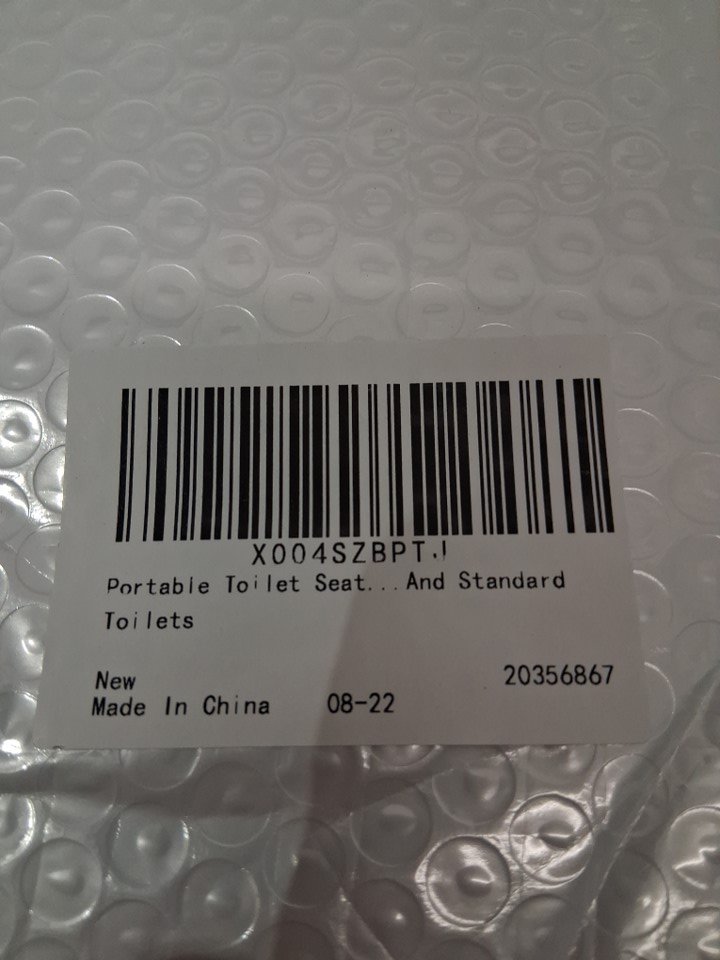 X004SZBPTJ
Portable Toilet Seat...And Standard
Toilets
New 20356867
Made In China 08-22